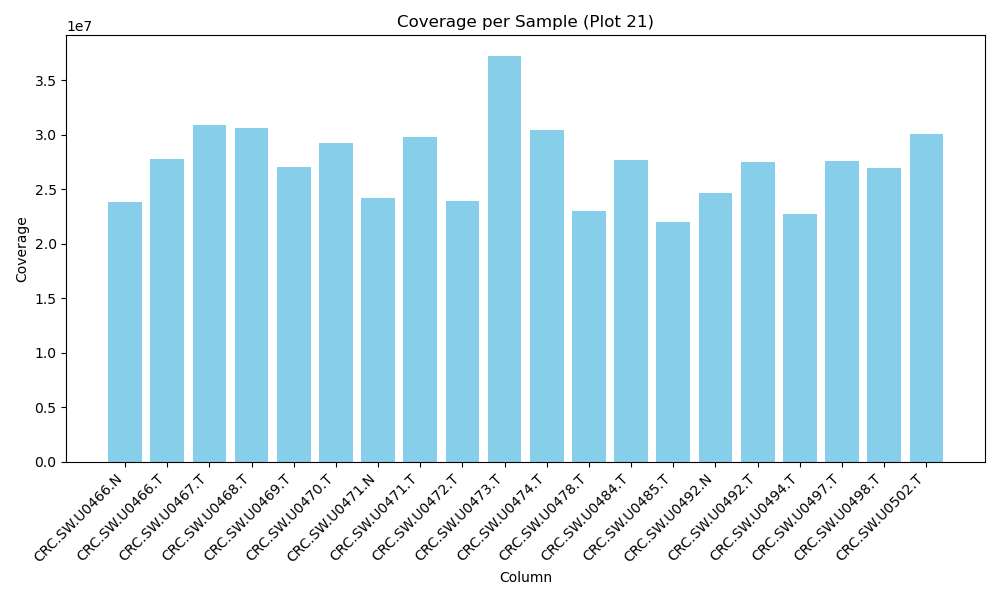 Coverage per Sample (Plot 21)
1e7
3.5
3.0
2.5
2.0
1.5
1.0
0.5
0.0
Coverage
CRC.SW.U0466.N
CRC.SW.U0466.T
CRC.SW.U0467.T
CRC.SW.U0468.T
CRC.SW.U0469.T
CRC.SW.U0470.T
CRC.SW.U0471.N
CRC.SW.U0471.T
CRC.SW.U0472.T
CRC.SW.U0473.T
CRC.SW.U0474.T
CRC.SW.U0478.T
CRC.SW.U0484.T
CRC.SW.U0485.T
CRC.SW.U0492.N
CRC.SW.U0492.T
CRC.SW.U0494.T
CRC.SW.U0497.T
CRC.SW.U0498.T
CRC.SW.U0502.T
Column